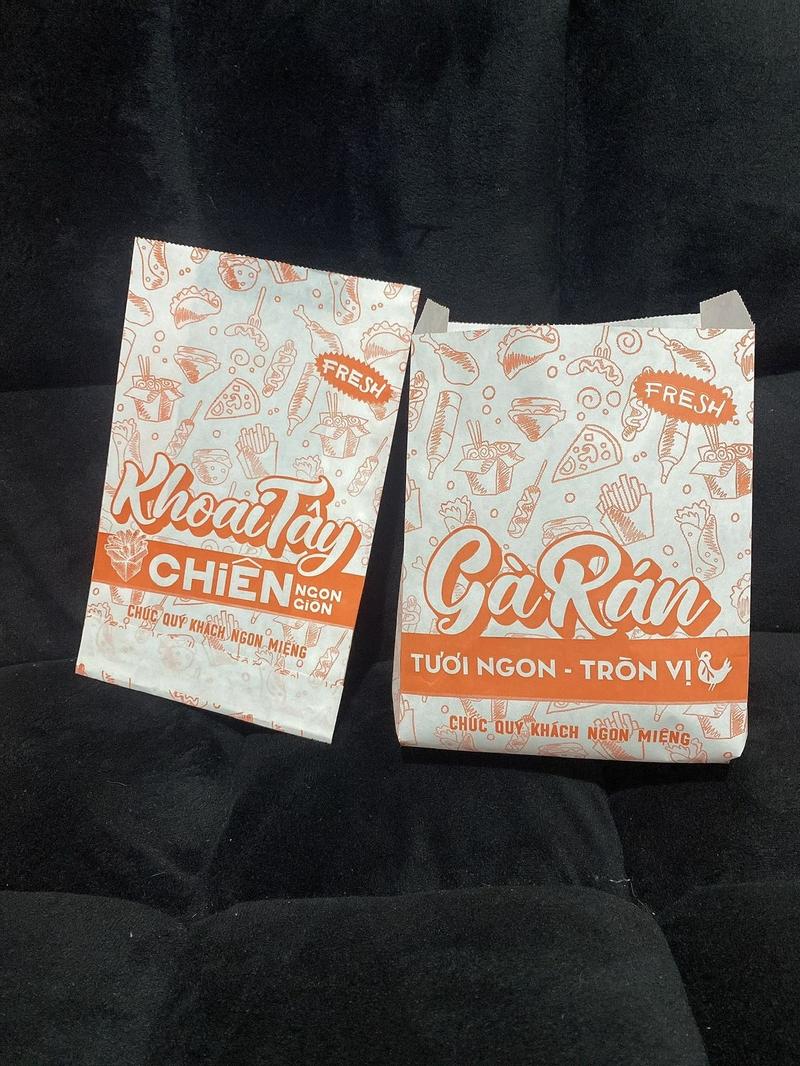 FRESH
Khoai Tây
CHiÊN NGON
GiÒN
CHÚC QUÝ KHÁCH NGON MIỆNG
FRESH
Gà Rán
TƯƠI NGON - TRÒN VỊ
CHÚC QUÝ KHÁCH NGON MIỆNG